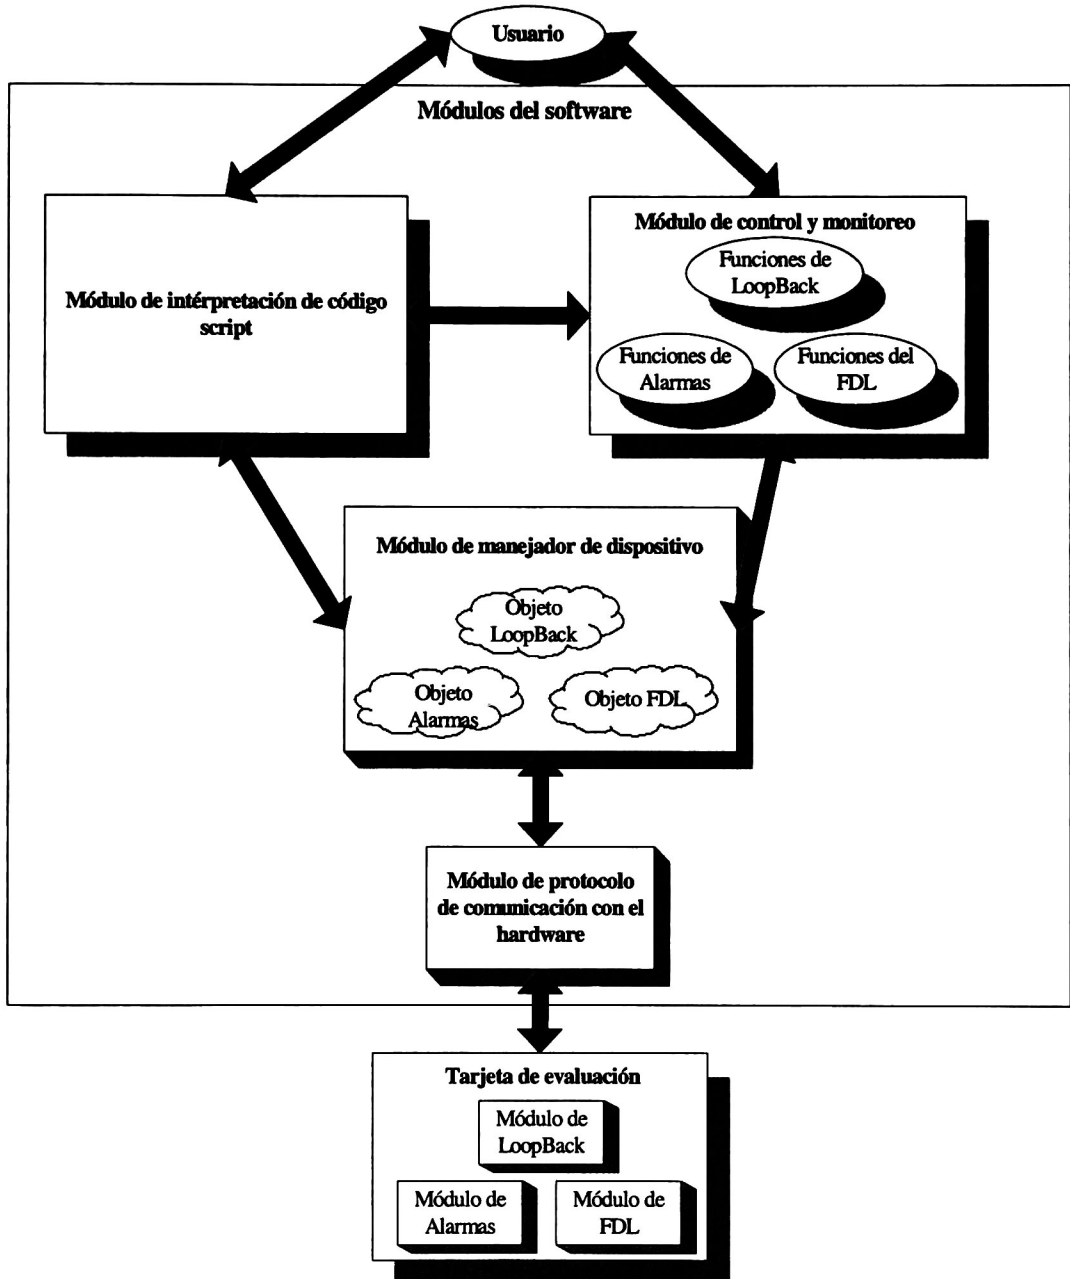 Usuario
Módulos del software
Módulo de intérpretación de código
script
Módulo de control y monitoreo
Funciones de
LoopBack
Funciones de
Alarmas
Funciones del
FDL
Módulo de manejador de dispositivo
Objeto
LoopBack
Objeto
Alarmas
Objeto FDL
Módulo de protocolo
de comunicación con el
hardware
Tarjeta de evaluación
Módulo de
LoopBack
Módulo de
Alarmas
Módulo de
FDL